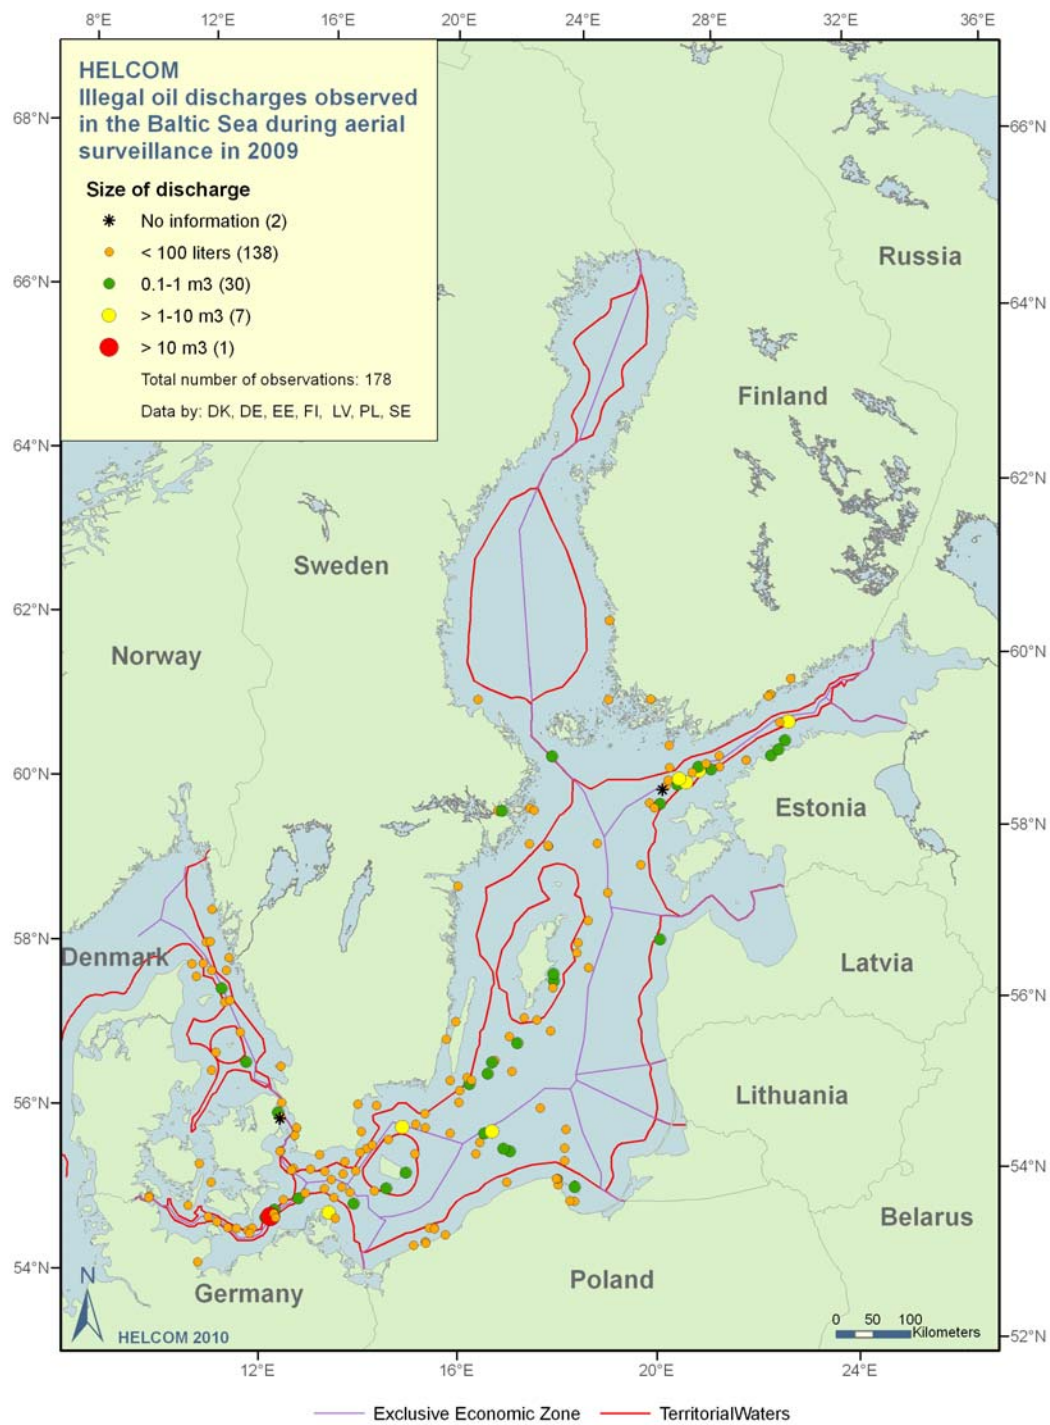 8°E 12°E 16°E 20°E 24°E 28°E 32°E 36°E
HELCOM
Illegal oil discharges observed
in the Baltic Sea during aerial
surveillance in 2009
Size of discharge
No information (2)
< 100 liters (138)
0.1-1 m3 (30)
> 1-10 m3 (7)
> 10 m3 (1)
Total number of observations: 178
Data by: DK, DE, EE, FI, LV, PL, SE
68°N
66°N
Russia
66°N
64°N
Finland
64°N
62°N
Sweden
62°N
Norway
60°N
60°N
Estonia
58°N
58°N
Denmark
Latvia
56°N
Lithuania
56°N
54°N
Belarus
54°N
Poland
Germany
N
HELCOM 2010
0 50 100
Kilometers
52°N
12°E 16°E 20°E 24°E
Exclusive Economic Zone TerritorialWaters